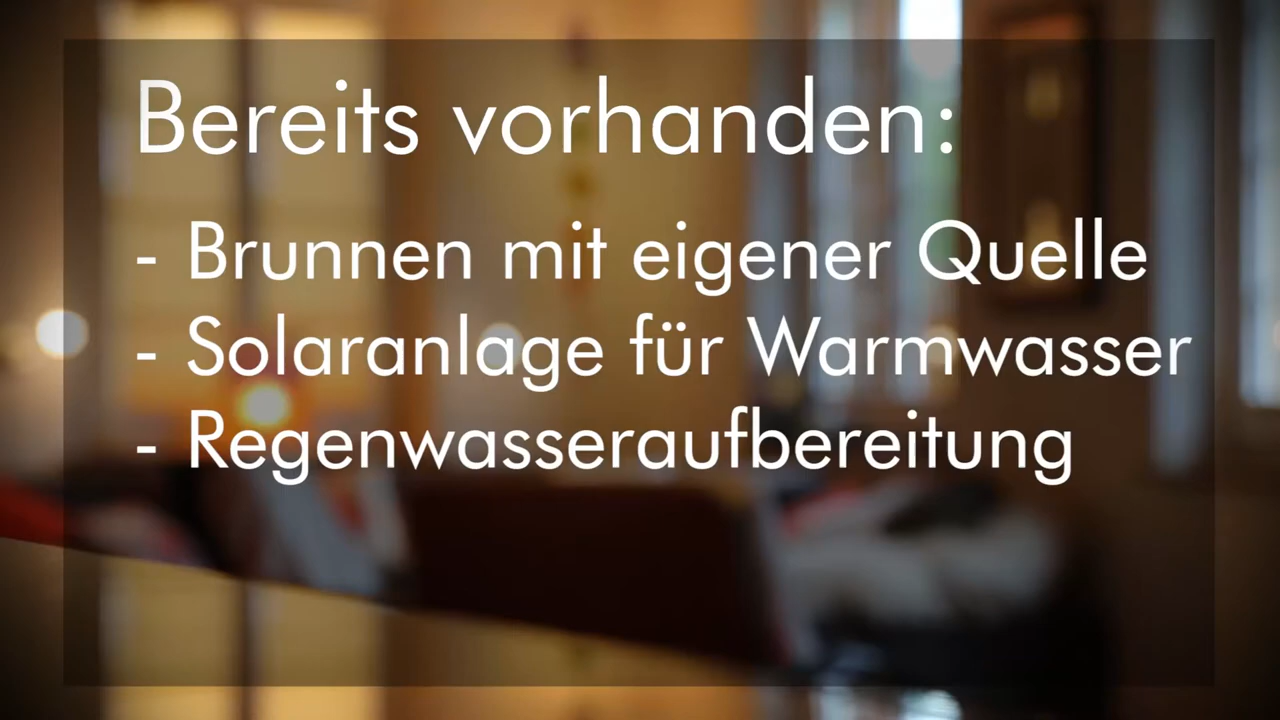 Bereits vorhanden:
- Brunnen mit eigener Quelle
- Solaranlage für Warmwasser
- Regenwasseraufbereitung